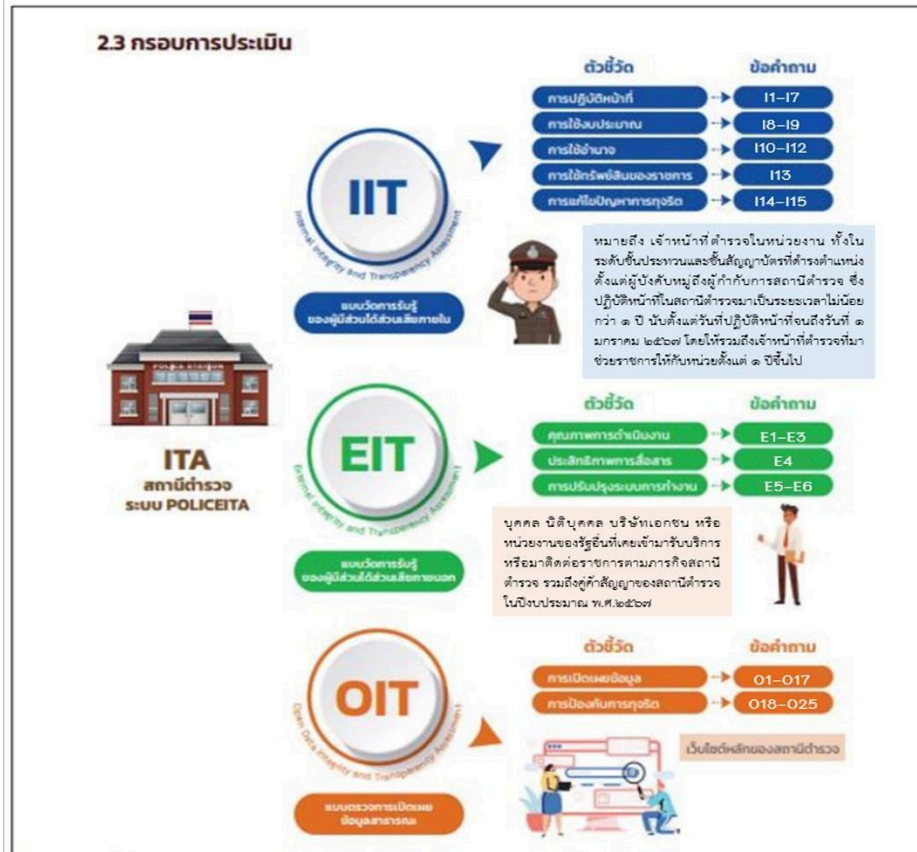 2.3 กรอบการประเมิน
ตัวชี้วัด ข้อคำถาม
การปฏิบัติหน้าที่ I1–I7
การใช้งบประมาณ I8–I9
การใช้อำนาจ I10–I12
การใช้ทรัพย์สินของราชการ I13
การแก้ไขปัญหาการทุจริต I14–I15
IIT
Internal Integrity and Transparency Assessment
แบบวัดการรับรู้
ของผู้มีส่วนได้ส่วนเสียภายใน
หมายถึง เจ้าหน้าที่ตำรวจในหน่วยงาน ทั้งใน
ระดับชั้นประทวนและชั้นสัญญาบัตรที่ดำรงตำแหน่ง
ตั้งแต่ผู้บังคับหมู่ถึงผู้กำกับการสถานีตำรวจ ซึ่ง
ปฏิบัติหน้าที่ในสถานีตำรวจมาเป็นระยะเวลาไม่น้อย
กว่า ๑ ปี นับตั้งแต่วันที่ปฏิบัติหน้าที่จนถึงวันที่ ๑
มกราคม ๒๕๖๗ โดยให้รวมถึงเจ้าหน้าที่ตำรวจที่มา
ช่วยราชการให้กับหน่วยตั้งแต่ ๑ ปีขึ้นไป
POLICE STATION
ITA
สถานีตำรวจ
ระบบ POLICEITA
ตัวชี้วัด ข้อคำถาม
คุณภาพการดำเนินงาน E1–E3
ประสิทธิภาพการสื่อสาร E4
การปรับปรุงระบบการทำงาน E5–E6
EIT
External Integrity and Transparency Assessment
แบบวัดการรับรู้
ของผู้มีส่วนได้ส่วนเสียภายนอก
บุคคล นิติบุคคล บริษัทเอกชน หรือ
หน่วยงานของรัฐอื่นที่เคยเข้ามารับบริการ
หรือมาติดต่อราชการตามภารกิจสถานี
ตำรวจ รวมถึงคู่ค้าสัญญาของสถานีตำรวจ
ในปีงบประมาณ พ.ศ.๒๕๖๗
ตัวชี้วัด ข้อคำถาม
การเปิดเผยข้อมูล O1–O17
การป้องกันการทุจริต O18–O25
OIT
Open Data Integrity and Transparency Assessment
แบบตรวจการเปิดเผย
ข้อมูลสาธารณะ
เว็บไซต์หลักของสถานีตำรวจ